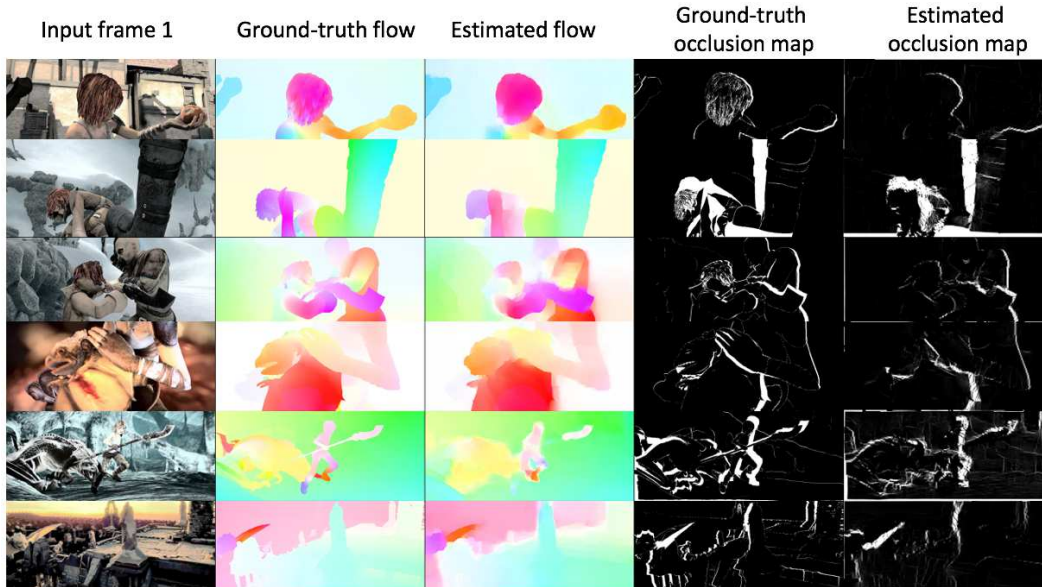 Input frame 1
Ground-truth flow
Estimated flow
Ground-truth
occlusion map
Estimated
occlusion map